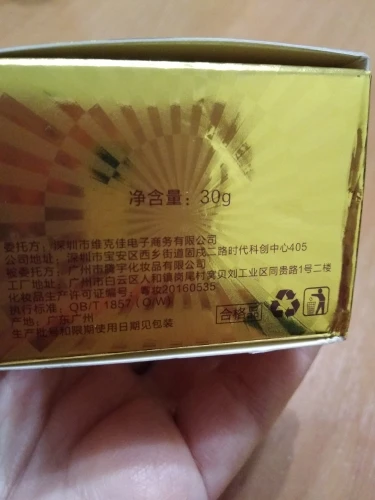 净含量：30g
委托方：深圳市维克佳电子商务有限公司
公司地址：深圳市宝安区西乡街道固戍二路时代科创中心405
被委托方：广州市腾宇化妆品有限公司
工厂地址：广州市白云区人和镇岗尾村窝贝刘工业区同贵路1号二楼
化妆品生产许可证编号：粤妆20160535
执行标准：QB/T 1857 (O/W)
产地：广东广州
生产批号和限期使用日期见包装
合格品